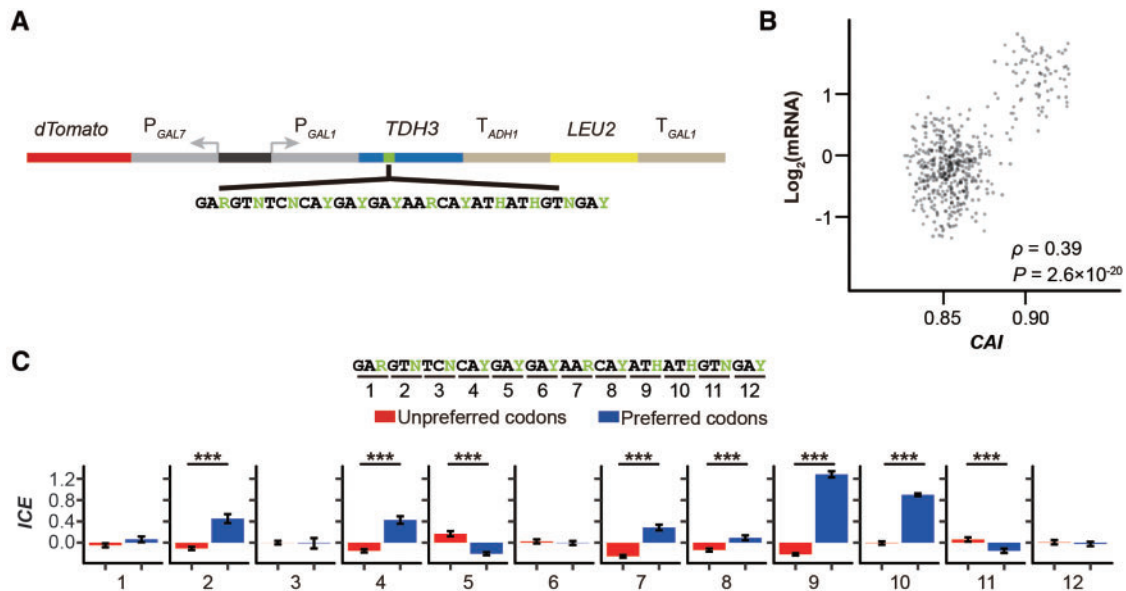 A
dTomato PGAL7 PGAL1 TDH3 TADH1 LEU2 TGAL1
GARGTNTCNCAYGAYGAYAARCAYATHATHGTNGAY
B
Log2(mRNA)
1
0
-1
ρ = 0.39
P = 2.6×10-20
0.85 0.90
CAI
C
GARGTNTCNCAYGAYGAYAARCAYATHATHGTNGAY
1 2 3 4 5 6 7 8 9 10 11 12
Unpreferred codons Preferred codons
*** *** *** *** *** *** *** ***
ICE
1.2
0.8
0.4
0.0
1 2 3 4 5 6 7 8 9 10 11 12